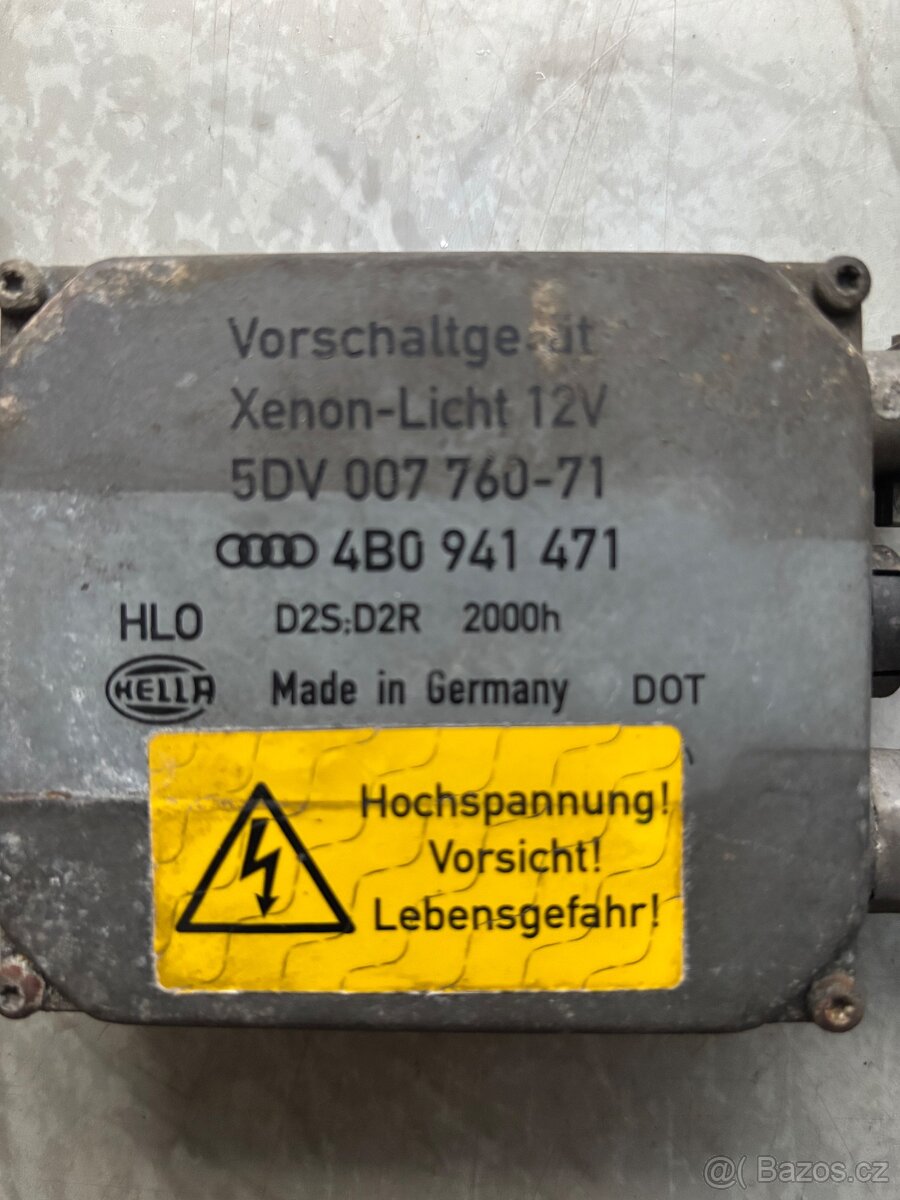 Vorschaltgerät
Xenon-Licht 12V
5DV 007 760-71
4B0 941 471
HLO D2S;D2R 2000h
HELLA Made in Germany DOT
Hochspannung!
Vorsicht!
Lebensgefahr!
@( Bazos.cz